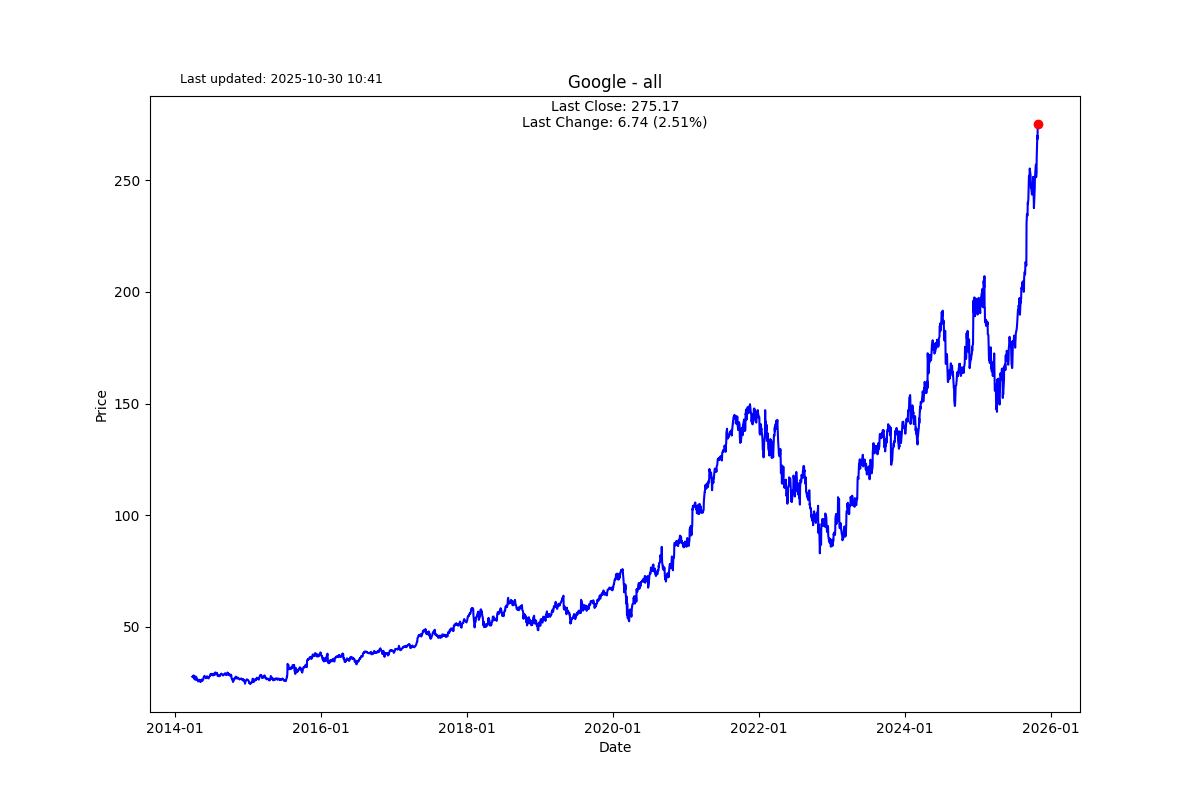 Last updated: 2025-10-30 10:41
Google - all
Last Close: 275.17
Last Change: 6.74 (2.51%)
250
200
150
100
50
Price
2014-01
2016-01
2018-01
2020-01
2022-01
2024-01
2026-01
Date